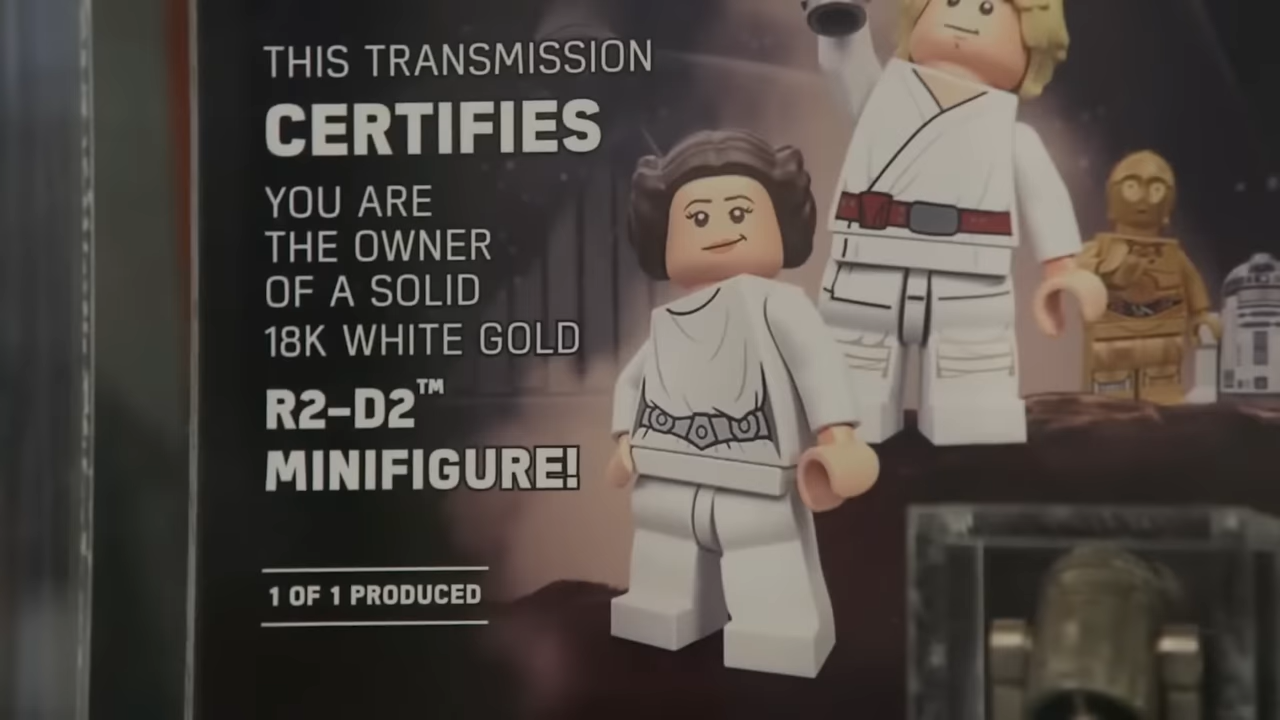 THIS TRANSMISSION
CERTIFIES
YOU ARE
THE OWNER
OF A SOLID
18K WHITE GOLD
R2-D2™
MINIFIGURE!
1 OF 1 PRODUCED